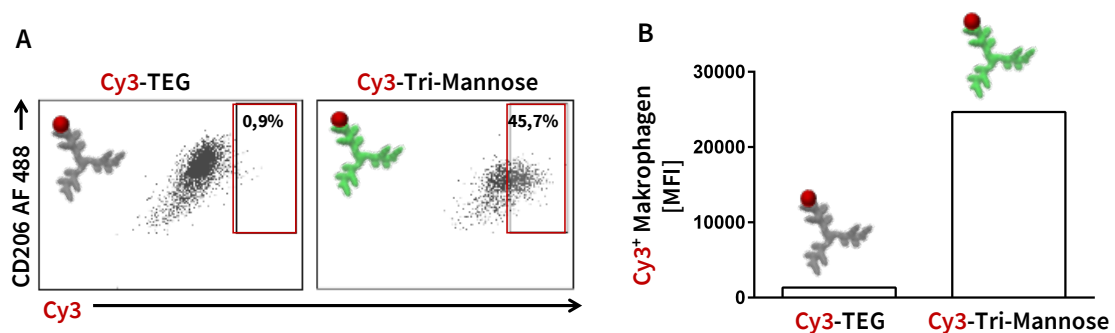 A
Cy3-TEG
Cy3-Tri-Mannose
0,9%
45,7%
CD206 AF 488
Cy3
B
Cy3⁺ Makrophagen
[MFI]
30000
20000
10000
0
Cy3-TEG
Cy3-Tri-Mannose